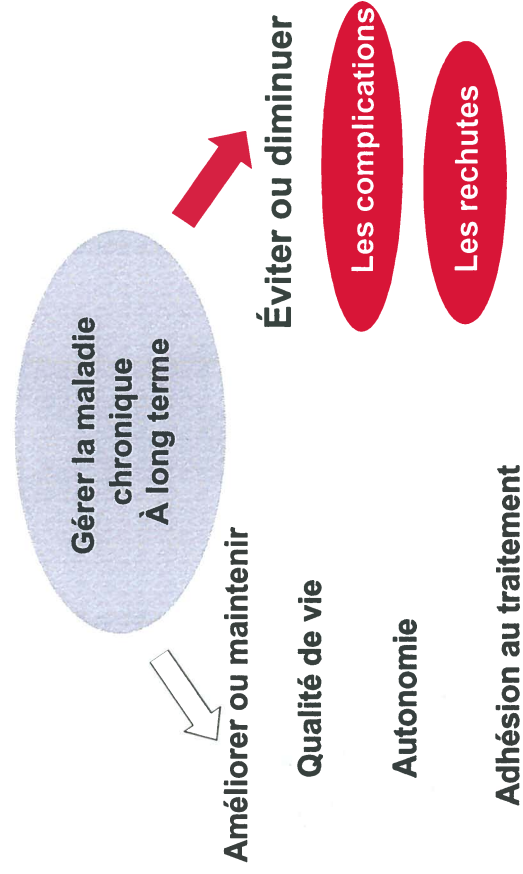 Gérer la maladie
chronique
À long terme
Améliorer ou maintenir
Qualité de vie
Autonomie
Adhésion au traitement
Éviter ou diminuer
Les complications
Les rechutes